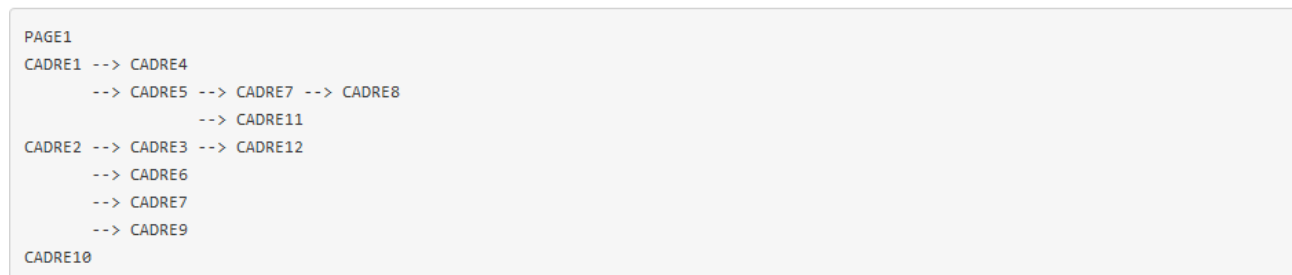 PAGE1
CADRE1 --> CADRE4
       --> CADRE5 --> CADRE7 --> CADRE8
                  --> CADRE11
CADRE2 --> CADRE3 --> CADRE12
       --> CADRE6
       --> CADRE7
       --> CADRE9
CADRE10